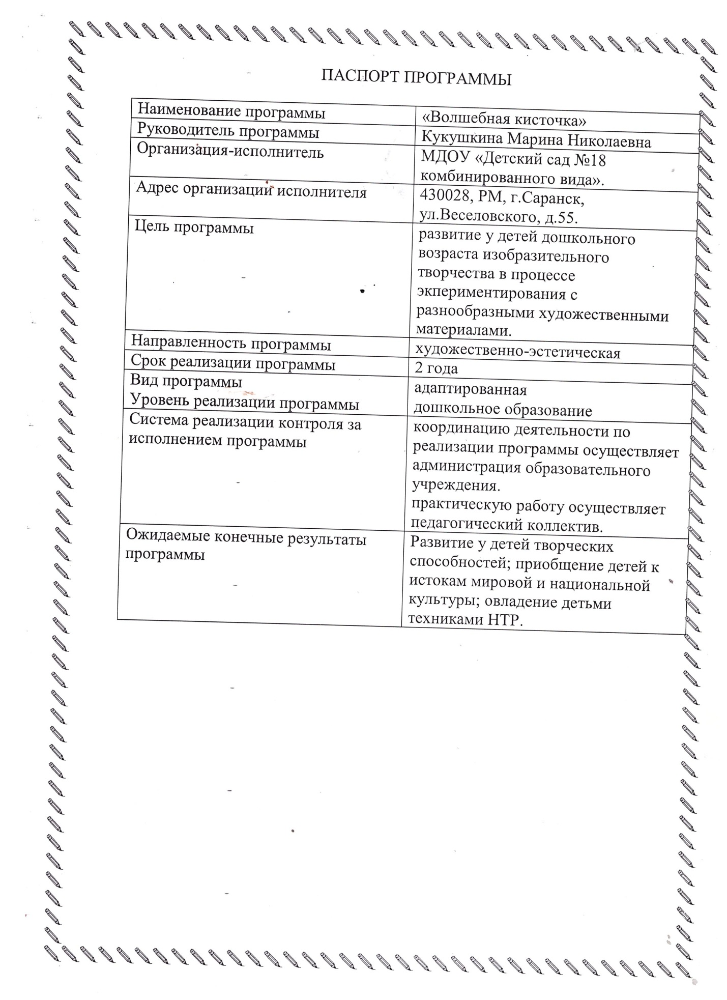 ПАСПОРТ ПРОГРАММЫ
Наименование программы
«Волшебная кисточка»
Руководитель программы
Кукушкина Марина Николаевна
Организация-исполнитель
МДОУ «Детский сад №18
комбинированного вида».
Адрес организации исполнителя
430028, РМ, г.Саранск,
ул.Веселовского, д.55.
Цель программы
развитие у детей дошкольного
возраста изобразительного
творчества в процессе
экпериментирования с
разнообразными художественными
материалами.
Направленность программы
художественно-эстетическая
Срок реализации программы
2 года
Вид программы
Уровень реализации программы
адаптированная
дошкольное образование
Система реализации контроля за
исполнением программы
координацию деятельности по
реализации программы осуществляет
администрация образовательного
учреждения.
практическую работу осуществляет
педагогический коллектив.
Ожидаемые конечные результаты
программы
Развитие у детей творческих
способностей; приобщение детей к
истокам мировой и национальной
культуры; овладение детьми
техниками НТР.